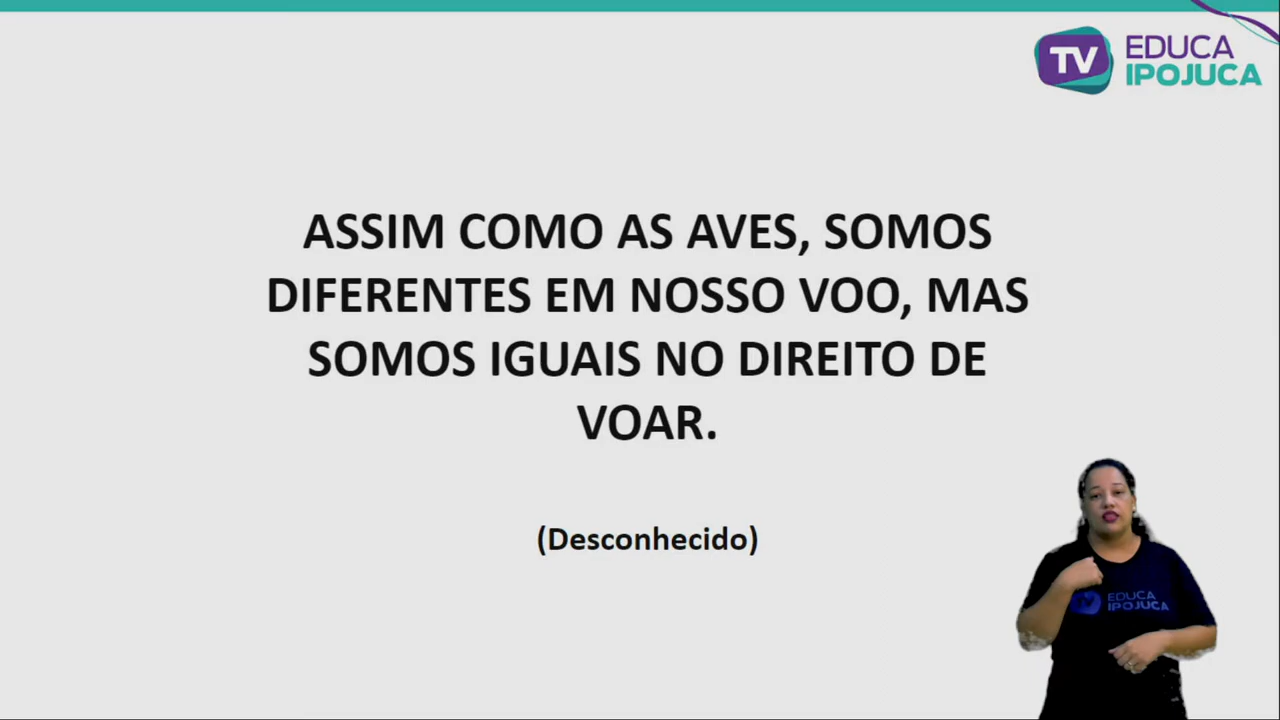 TV EDUCA
IPOJUCA
ASSIM COMO AS AVES, SOMOS
DIFERENTES EM NOSSO VOO, MAS
SOMOS IGUAIS NO DIREITO DE
VOAR.
(Desconhecido)
TV EDUCA
IPOJUCA